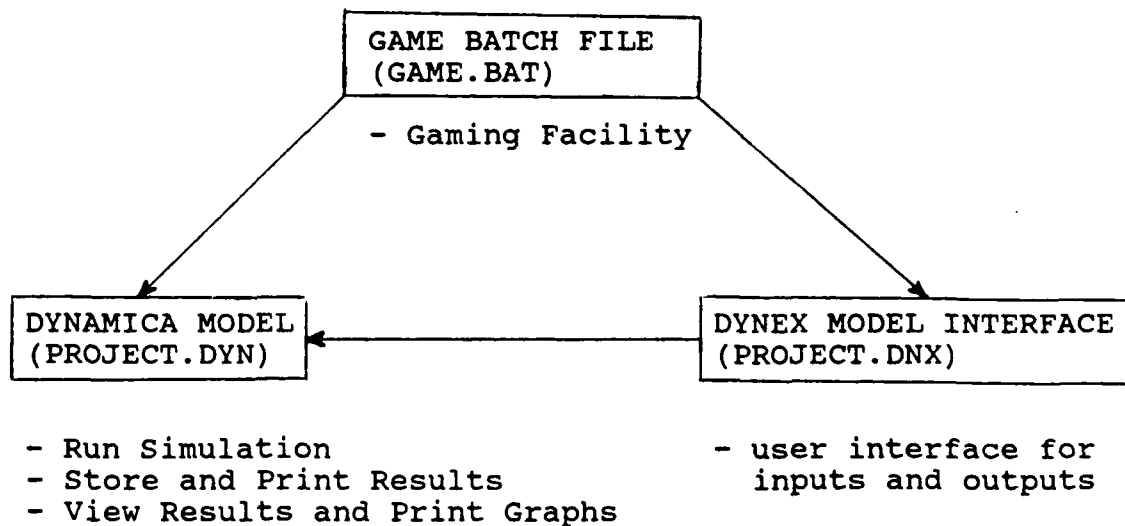 GAME BATCH FILE
(GAME.BAT)
- Gaming Facility
DYNAMICA MODEL
(PROJECT.DYN)
DYNEX MODEL INTERFACE
(PROJECT.DNX)
- Run Simulation
- Store and Print Results
- View Results and Print Graphs
- user interface for
inputs and outputs